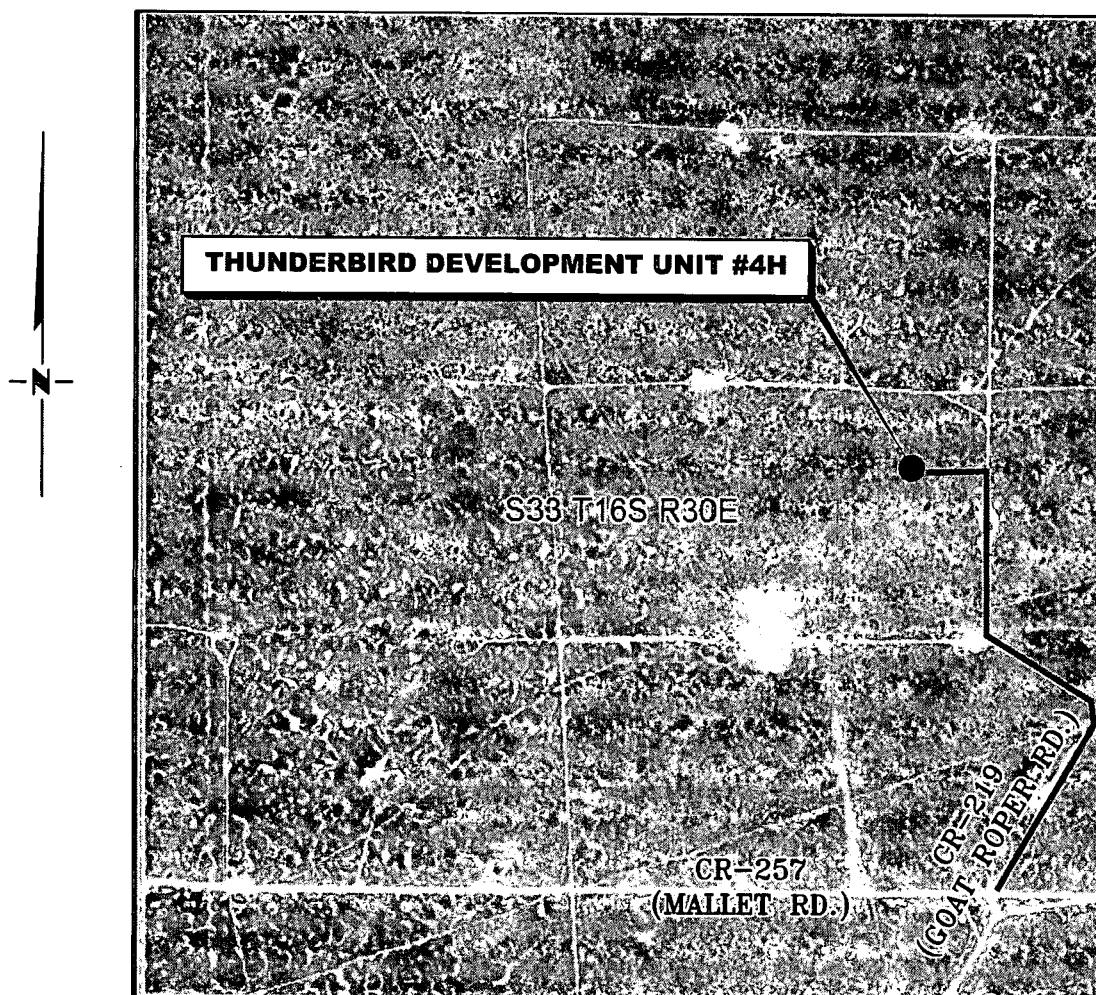 THUNDERBIRD DEVELOPMENT UNIT #4H
N
S33 T16S R30E
CR-219
(GOAT ROPER RD.)
CR-257
(MALLET RD.)